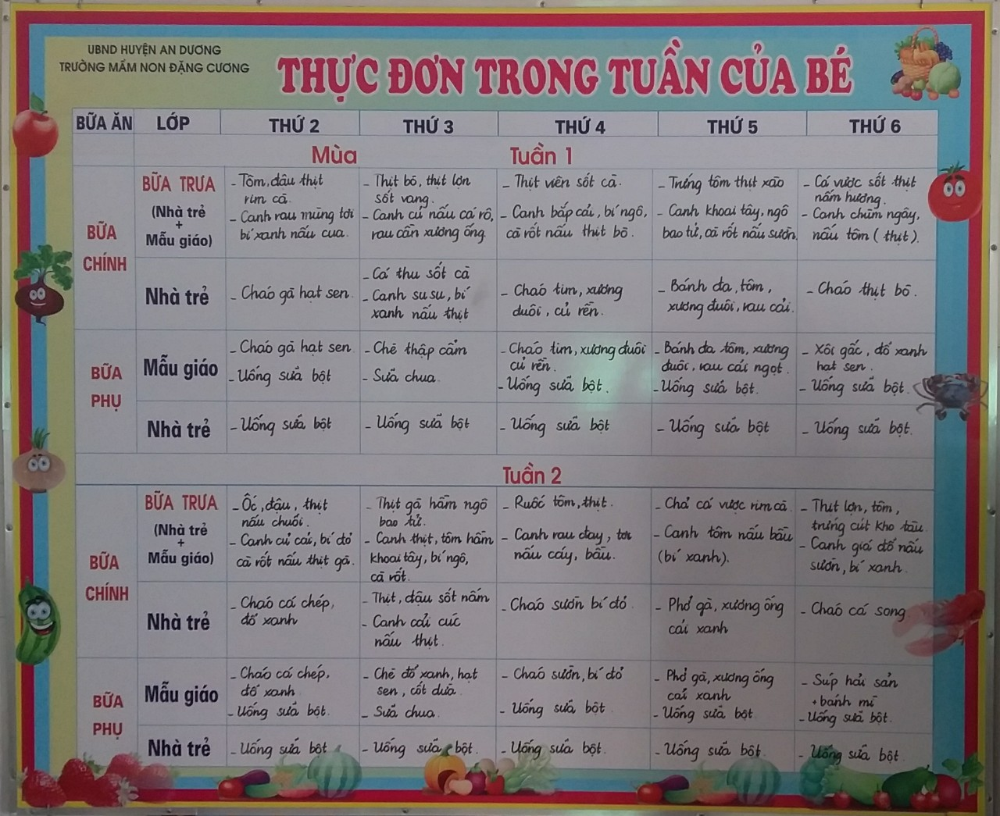 UBND HUYỆN AN DƯƠNG
TRƯỜNG MẦM NON ĐẶNG CƯƠNG
THỰC ĐƠN TRONG TUẦN CỦA BÉ
BỮA ĂN LỚP THỨ 2 THỨ 3 THỨ 4 THỨ 5 THỨ 6
Mùa Tuần 1
BỮA CHÍNH
BỮA TRƯA
(Nhà trẻ
+
Mẫu giáo)
- Tôm, đậu thịt
rim cà.
- Canh rau mùng tơi
bí xanh nấu cua.
- Thịt bò, thịt lợn
sốt vang.
- Canh củ nấu cá rô,
rau cần xương ống.
- Thịt viên sốt cà.
- Canh bắp cải, bí ngô,
cà rốt nấu thịt bò.
- Trứng tôm thịt xào
- Canh khoai tây, ngô
bao tử, cà rốt nấu sườn.
- Cá vược sốt thịt
nấm hương.
- Canh chùm ngây,
nấu tôm (thịt).
Nhà trẻ
- Cháo gà hạt sen.
- Cá thu sốt cà
- Canh su su, bí
xanh nấu thịt
- Cháo tim, xương
đuôi, củ rền.
- Bánh đa, tôm,
xương đuôi, rau cải.
- Cháo thịt bò.
BỮA PHỤ
Mẫu giáo
- Cháo gà hạt sen
- Uống sữa bột
- Chè thập cẩm
- Sữa chua.
- Cháo tim, xương đuôi
củ rền.
- Uống sữa bột.
- Bánh đa tôm, xương
đuôi, rau cải ngọt.
- Uống sữa bột.
- Xôi gấc, đỗ xanh
hạt sen.
- Uống sữa bột.
Nhà trẻ
- Uống sữa bột
- Uống sữa bột
- Uống sữa bột
- Uống sữa bột
- Uống sữa bột.
Tuần 2
BỮA CHÍNH
BỮA TRƯA
(Nhà trẻ
+
Mẫu giáo)
- Ốc, đậu, thịt
nấu chuối.
- Canh củ cải, bí đỏ
cà rốt nấu thịt gà.
- Thịt gà hầm ngô
bao tử.
- Canh thịt, tôm hầm
khoai tây, bí ngô,
cà rốt.
- Ruốc tôm, thịt.
- Canh rau đay, tơi
nấu cáy, bầu.
- Chả cá vược rim cà.
- Canh tôm nấu bầu
(bí xanh).
- Thịt lợn, tôm,
trứng cút kho tàu.
- Canh giá đỗ nấu
sườn, bí xanh.
Nhà trẻ
- Cháo cá chép,
đỗ xanh
- Thịt, đậu sốt nấm
- Canh cải cúc
nấu thịt.
- Cháo sườn bí đỏ
- Phở gà, xương ống
cải xanh
- Cháo cá song
BỮA PHỤ
Mẫu giáo
- Cháo cá chép,
đỗ xanh
- Uống sữa bột.
- Chè đỗ xanh, hạt
sen, cốt dừa
- Sữa chua.
- Cháo sườn, bí đỏ
- Uống sữa bột
- Phở gà, xương ống
cải xanh
- Uống sữa bột
- Súp hải sản
+ bánh mì
- Uống sữa bột.
Nhà trẻ
- Uống sữa bột
- Uống sữa bột.
- Uống sữa bột.
- Uống sữa bột.
- Uống sữa bột